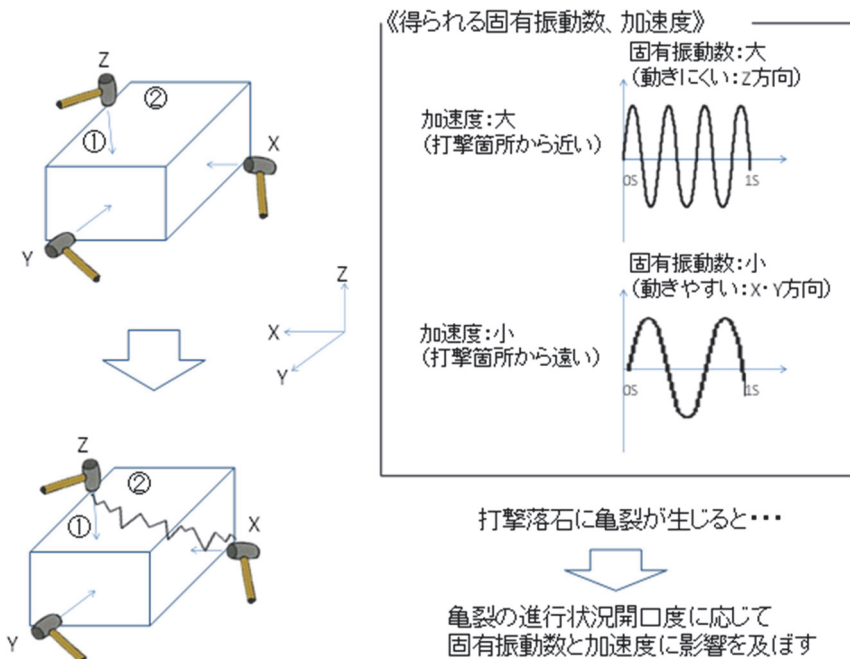 《得られる固有振動数、加速度》
Z
②
①
X
Y
固有振動数:大
(動きにくい:Z方向)
加速度:大
(打撃箇所から近い)
0S
1S
Z
X
Y
固有振動数:小
(動きやすい:X・Y方向)
加速度:小
(打撃箇所から遠い)
0S
1S
Z
②
①
X
Y
打撃落石に亀裂が生じると・・・
亀裂の進行状況開口度に応じて
固有振動数と加速度に影響を及ぼす